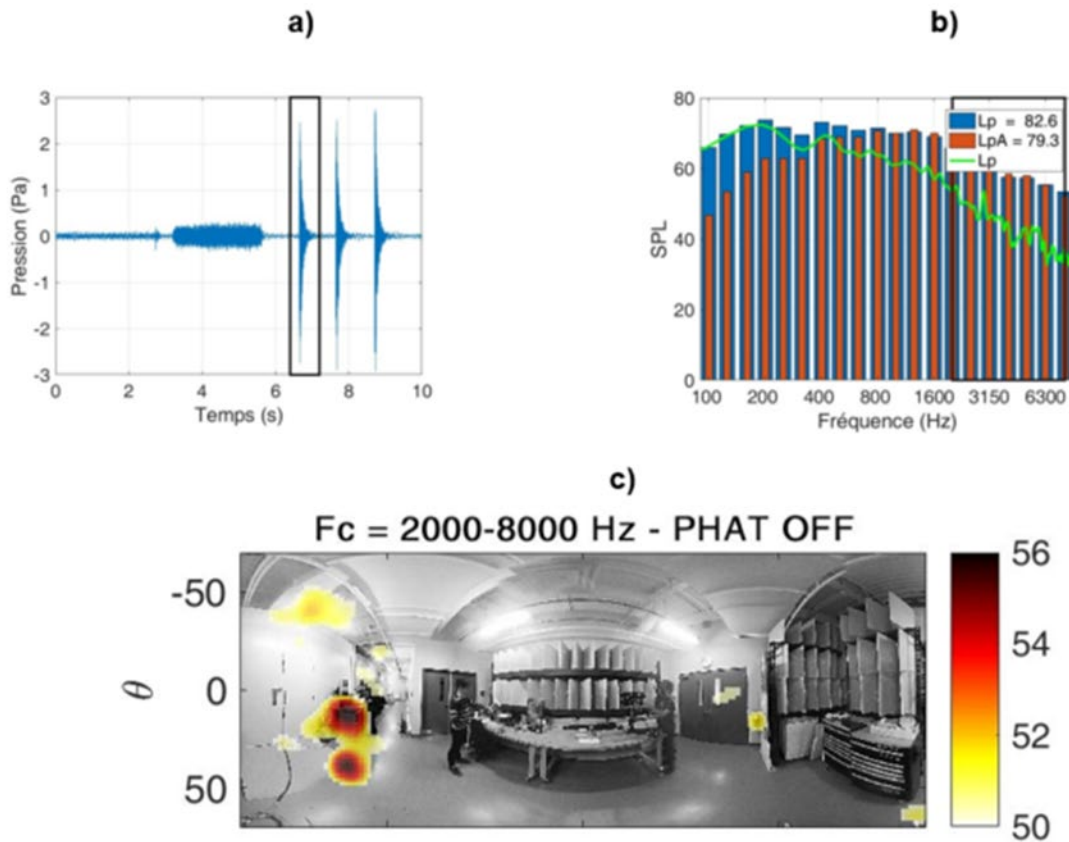 a)
b)
3
2
1
0
-1
-2
-3
Pression (Pa)
0 2 4 6 8 10
Temps (s)
80
60
40
20
0
SPL
Lp = 82.6
LpA = 79.3
Lp
100 200 400 800 1600 3150 6300
Fréquence (Hz)
c)
Fc = 2000-8000 Hz - PHAT OFF
-50
0
50
θ
56
54
52
50